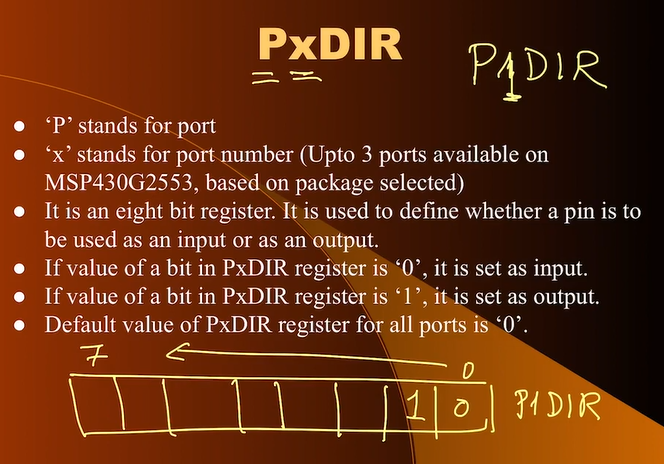 PxDIR
P1DIR
● ‘P’ stands for port
● ‘x’ stands for port number (Upto 3 ports available on
MSP430G2553, based on package selected)
● It is an eight bit register. It is used to define whether a pin is to
be used as an input or as an output.
● If value of a bit in PxDIR register is ‘0’, it is set as input.
● If value of a bit in PxDIR register is ‘1’, it is set as output.
● Default value of PxDIR register for all ports is ‘0’.
7 0
1 0 P1DIR